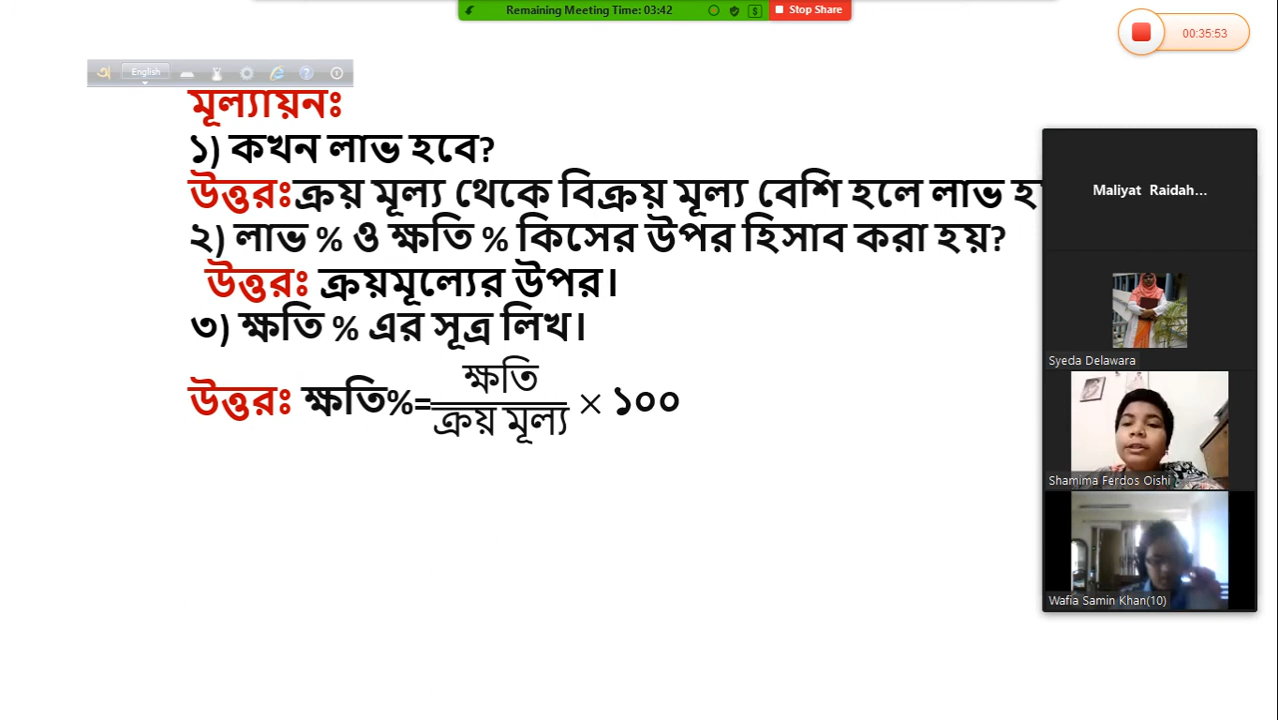 Remaining Meeting Time: 03:42
Stop Share
00:35:53
English
মূল্যায়নঃ
১) কখন লাভ হবে?
উত্তরঃ ক্রয় মূল্য থেকে বিক্রয় মূল্য বেশি হলে লাভ
২) লাভ % ও ক্ষতি % কিসের উপর হিসাব করা হয়?
উত্তরঃ ক্রয়মূল্যের উপর।
৩) ক্ষতি % এর সূত্র লিখ।
উত্তরঃ ক্ষতি%=
ক্ষতি
ক্রয় মূল্য
× ১০০
Maliyat Raidah...
Syeda Delawara
Shamima Ferdos Oishi
Wafia Samin Khan(10)